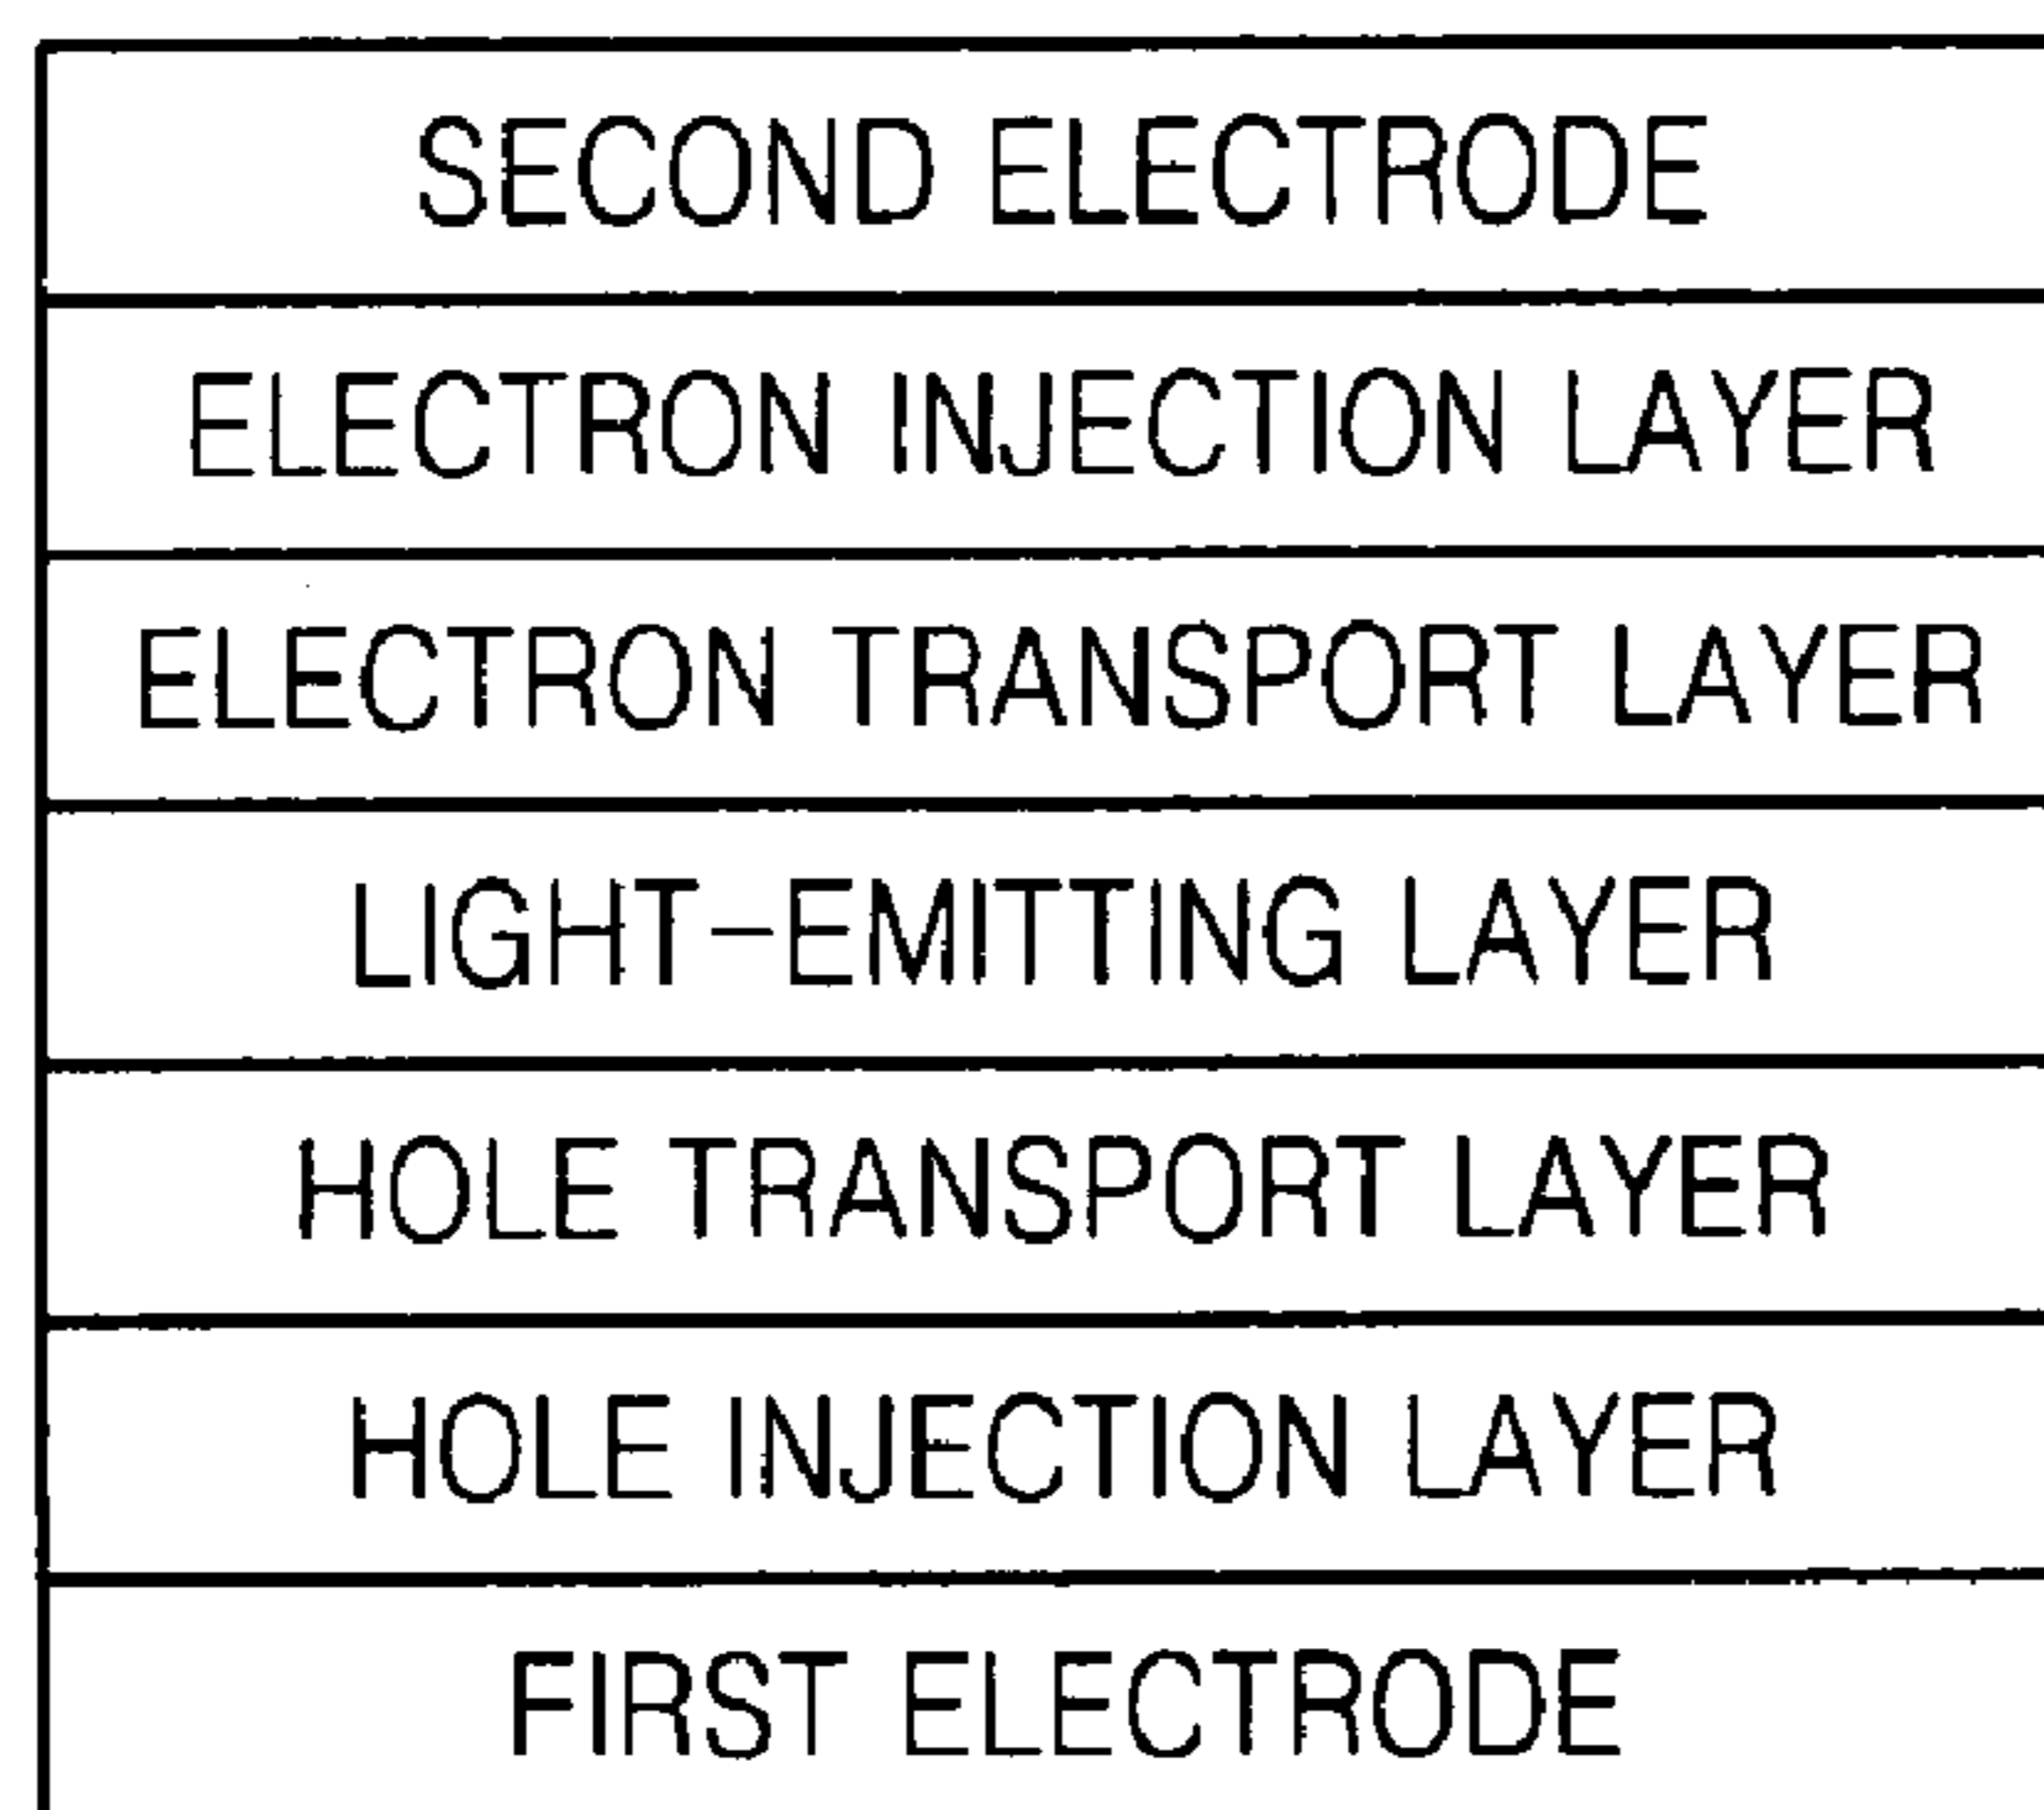 SECOND ELECTRODE
ELECTRON INJECTION LAYER
ELECTRON TRANSPORT LAYER
LIGHT-EMITTING LAYER
HOLE TRANSPORT LAYER
HOLE INJECTION LAYER
FIRST ELECTRODE